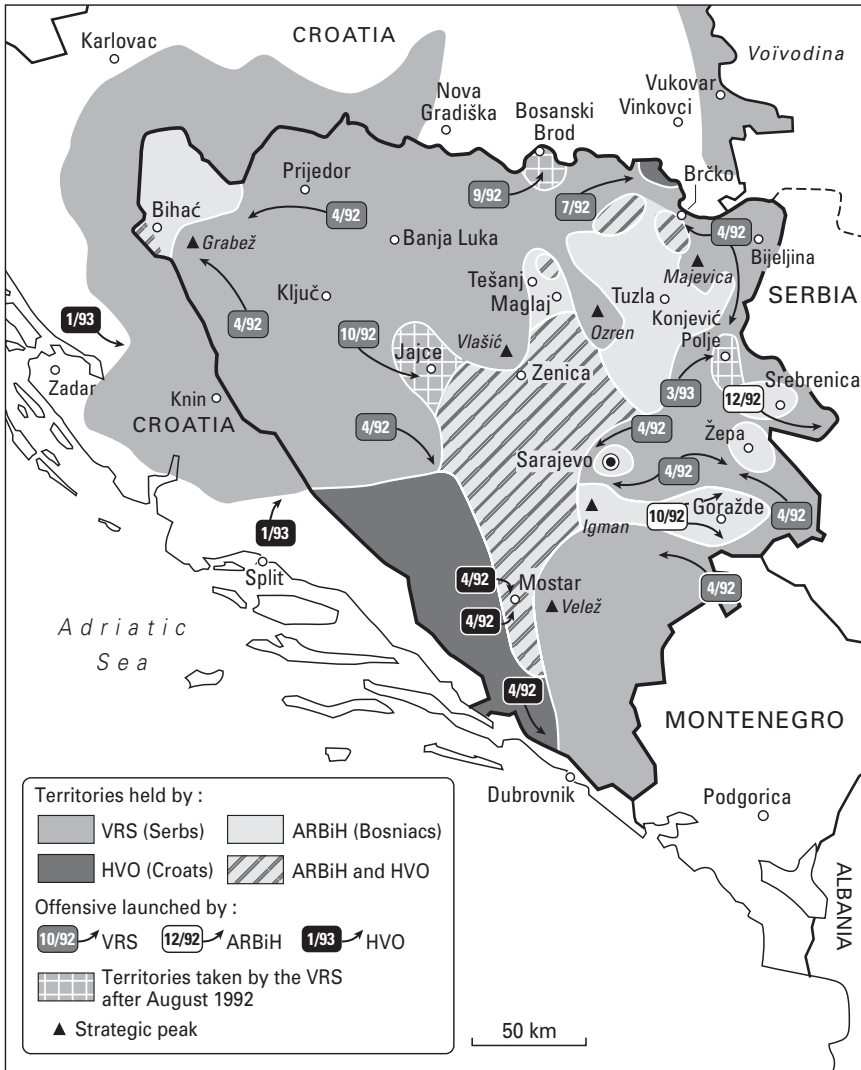 CROATIA
Karlovac
Voïvodina
Vukovar
Vinkovci
Nova
Gradiška
Bosanski
Brod
Brčko
Prijedor
9/92
7/92
Bihać
4/92
4/92
Grabež
Banja Luka
Bijeljina
Majevica
Tešanj
Maglaj
Tuzla
SERBIA
Ključ
Konjević
Polje
1/93
4/92
10/92
Vlašić
Ozren
Jajce
Zenica
Zadar
Knin
CROATIA
3/93
12/92
Srebrenica
4/92
4/92
Žepa
Sarajevo
4/92
Igman
10/92
Goražde
4/92
1/93
Split
4/92
Mostar
4/92
Velež
4/92
Adriatic
Sea
4/92
MONTENEGRO
Dubrovnik
Podgorica
ALBANIA
Territories held by :
VRS (Serbs)
ARBiH (Bosniacs)
HVO (Croats)
ARBiH and HVO
Offensive launched by :
10/92 VRS
12/92 ARBiH
1/93 HVO
Territories taken by the VRS
after August 1992
Strategic peak
50 km